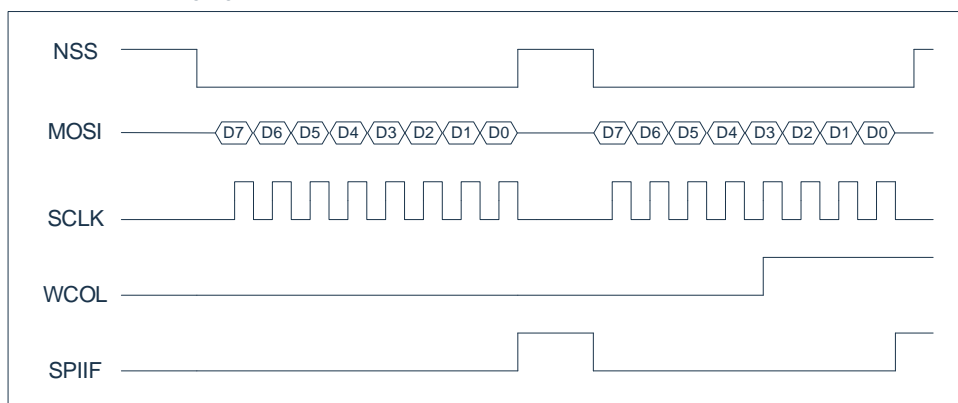 NSS
MOSI D7 D6 D5 D4 D3 D2 D1 D0 D7 D6 D5 D4 D3 D2 D1 D0
SCLK
WCOL
SPIIF